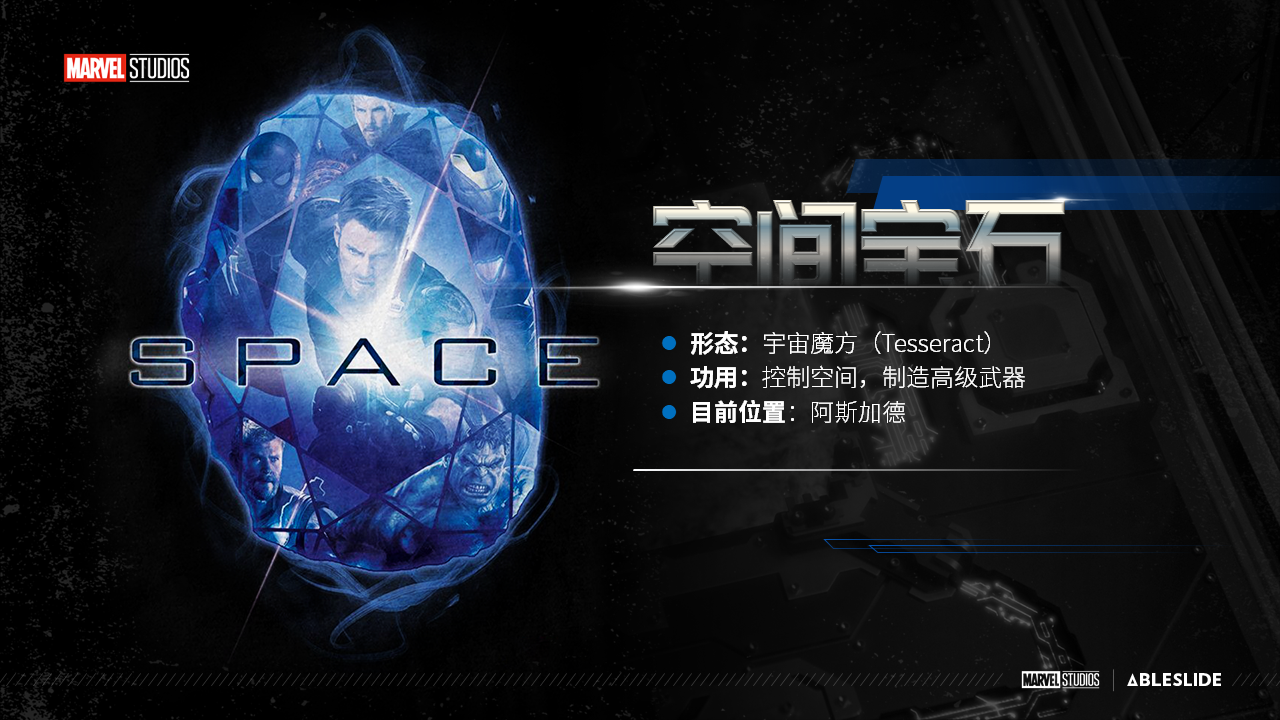 MARVEL STUDIOS
SPACE
空间宝石
形态：宇宙魔方（Tesseract）
功用：控制空间，制造高级武器
目前位置：阿斯加德
MARVEL STUDIOS
ABLESLIDE